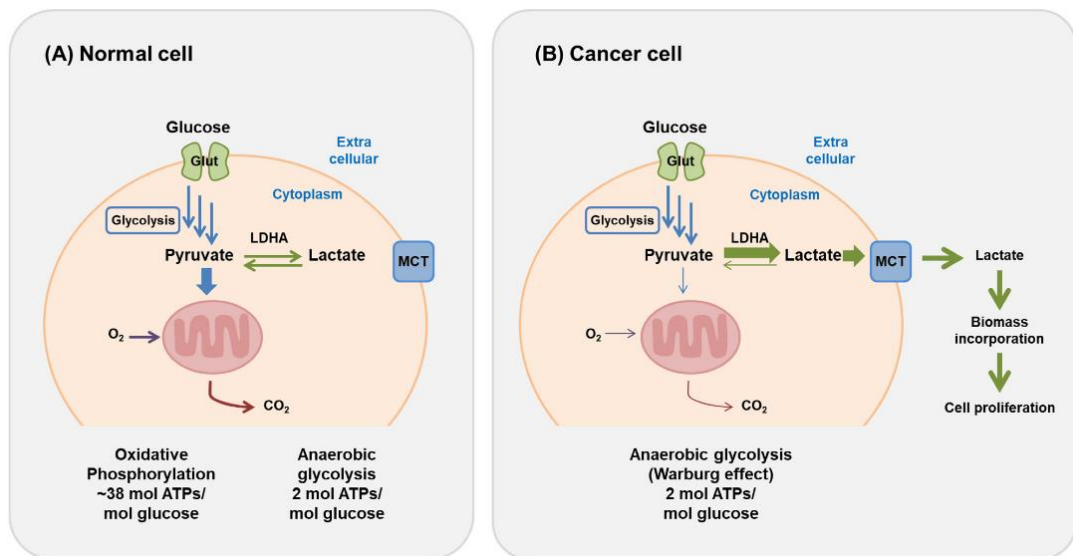 (A) Normal cell
Glucose
Glut
Extra
cellular
Cytoplasm
Glycolysis
LDHA
Pyruvate
Lactate
MCT
O₂
CO₂
Oxidative
Phosphorylation
~38 mol ATPs/
mol glucose
Anaerobic
glycolysis
2 mol ATPs/
mol glucose
(B) Cancer cell
Glucose
Glut
Extra
cellular
Cytoplasm
Glycolysis
LDHA
Pyruvate
Lactate
MCT
Lactate
O₂
Biomass
incorporation
CO₂
Cell proliferation
Anaerobic glycolysis
(Warburg effect)
2 mol ATPs/
mol glucose